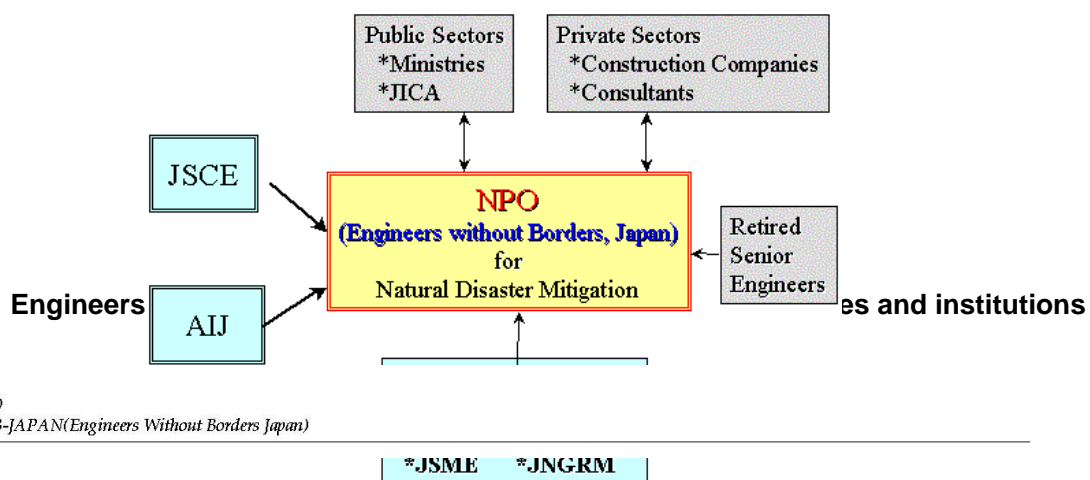 Public Sectors
*Ministries
*JICA
Private Sectors
*Construction Companies
*Consultants
JSCE
NPO
(Engineers without Borders, Japan)
for
Natural Disaster Mitigation
Retired
Senior
Engineers
Engineers
es and institutions
AIJ
-JAPAN(Engineers Without Borders Japan)
*JSME *JNGRM